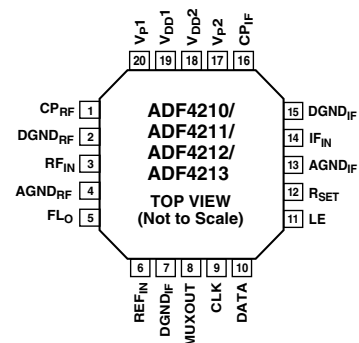 VP1
VDD1
VDD2
VP2
CPIF
20 19 18 17 16
CPRF 1
DGNDRF 2
RFIN 3
AGNDRF 4
FLO 5
ADF4210/
ADF4211/
ADF4212/
ADF4213
TOP VIEW
(Not to Scale)
15 DGNDIF
14 IFIN
13 AGNDIF
12 RSET
11 LE
6 7 8 9 10
REFIN
DGNDIF
MUXOUT
CLK
DATA